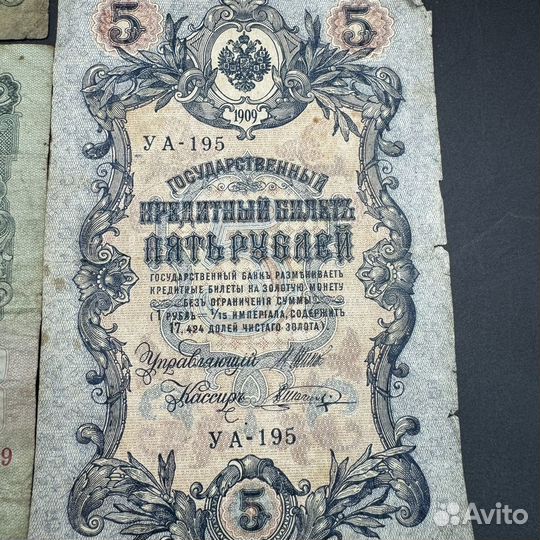 5 5
1909
УА-195
ГОСУДАРСТВЕННЫЙ
КРЕДИТНЫЙ БИЛЕТЪ
ПЯТЬ РУБЛЕЙ
ГОСУДАРСТВЕННЫЙ БАНКЪ РАЗМѢНИВАЕТЪ
КРЕДИТНЫЕ БИЛЕТЫ НА ЗОЛОТУЮ МОНЕТУ
БЕЗЪ ОГРАНИЧЕНІЯ СУММЫ
(1 РУБЛЬ = 1/15 ИМПЕРІАЛА, СОДЕРЖИТЪ
17,424 ДОЛЕЙ ЧИСТАГО ЗОЛОТА).
Управляющій
Кассиръ
УА-195
9
5
Avito